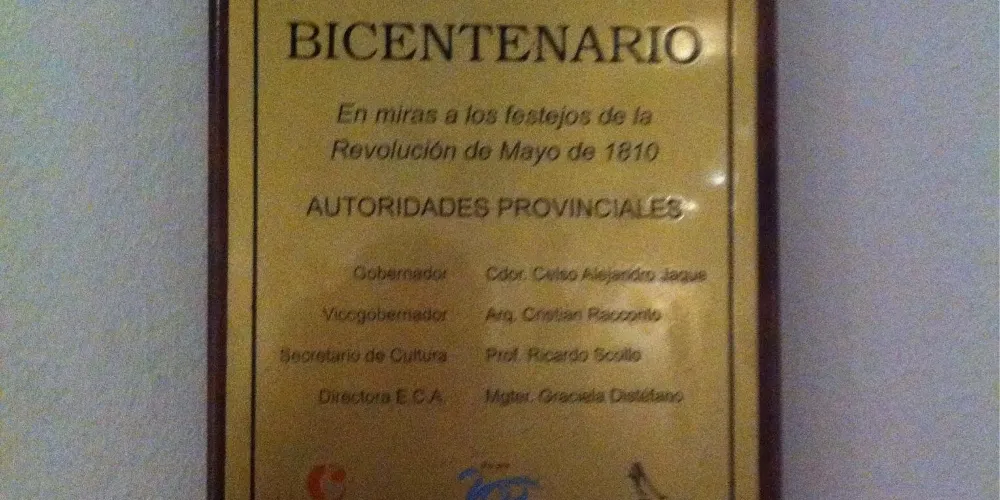 BICENTENARIO
En miras a los festejos de la
Revolución de Mayo de 1810
AUTORIDADES PROVINCIALES
Gobernador Cdor. Celso Alejandro Jaque
Vicegobernador Arq. Cristian Racconto
Secretario de Cultura Prof. Ricardo Scollo
Directora E.C.A. Mgter. Graciela Distéfano